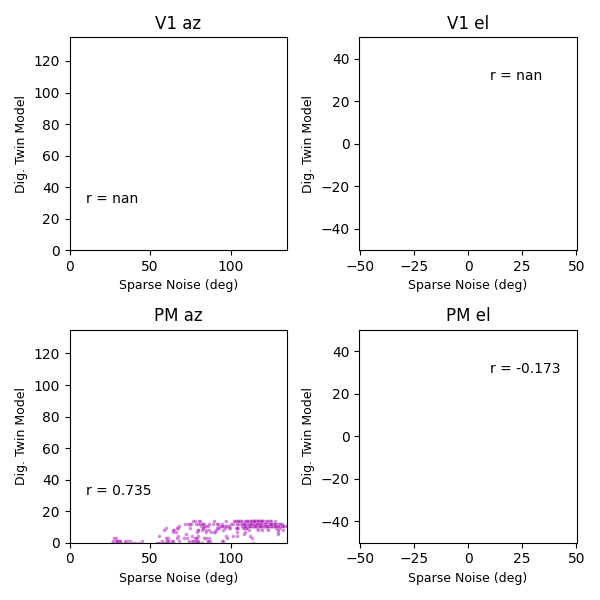 V1 az
Dig. Twin Model
120
100
80
60
40
20
0
r = nan
0 50 100
Sparse Noise (deg)
V1 el
Dig. Twin Model
40
20
0
−20
−40
r = nan
−50 −25 0 25 50
Sparse Noise (deg)
PM az
Dig. Twin Model
120
100
80
60
40
20
0
r = 0.735
0 50 100
Sparse Noise (deg)
PM el
Dig. Twin Model
40
20
0
−20
−40
r = -0.173
−50 −25 0 25 50
Sparse Noise (deg)